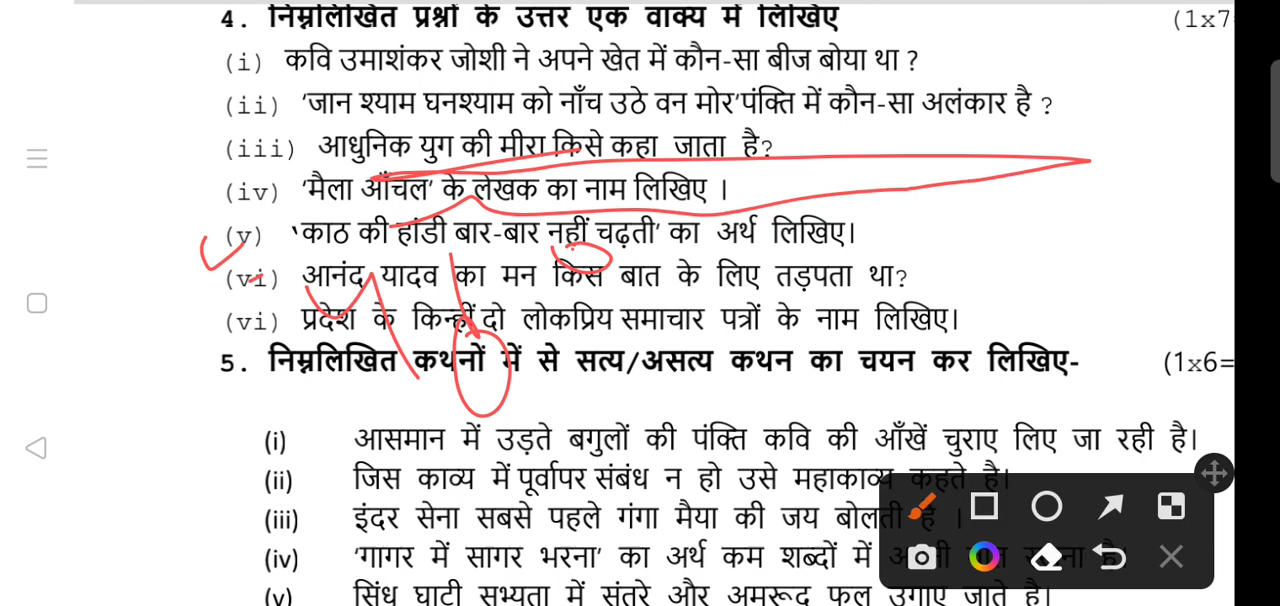 4. निम्नलिखित प्रश्नों के उत्तर एक वाक्य में लिखिए (1x7
(i) कवि उमाशंकर जोशी ने अपने खेत में कौन-सा बीज बोया था ?
(ii) 'जान श्याम घनश्याम को नाँच उठे वन मोर'पंक्ति में कौन-सा अलंकार है ?
(iii) आधुनिक युग की मीरा किसे कहा जाता है?
(iv) 'मैला आँचल' के लेखक का नाम लिखिए ।
(v) 'काठ की हांडी बार-बार नहीं चढ़ती' का अर्थ लिखिए।
(vi) आनंद यादव का मन किस बात के लिए तड़पता था?
(vi) प्रदेश के किन्हीं दो लोकप्रिय समाचार पत्रों के नाम लिखिए।
5. निम्नलिखित कथनों में से सत्य/असत्य कथन का चयन कर लिखिए- (1x6=
(i) आसमान में उड़ते बगुलों की पंक्ति कवि की आँखें चुराए लिए जा रही है।
(ii) जिस काव्य में पूर्वापर संबंध न हो उसे महाकाव्य कहते है।
(iii) इंदर सेना सबसे पहले गंगा मैया की जय बोलती है ।
(iv) 'गागर में सागर भरना' का अर्थ कम शब्दों में
(v) सिंधु घाटी सभ्यता में संतरे और अमरूद फल उगाए जाते है।